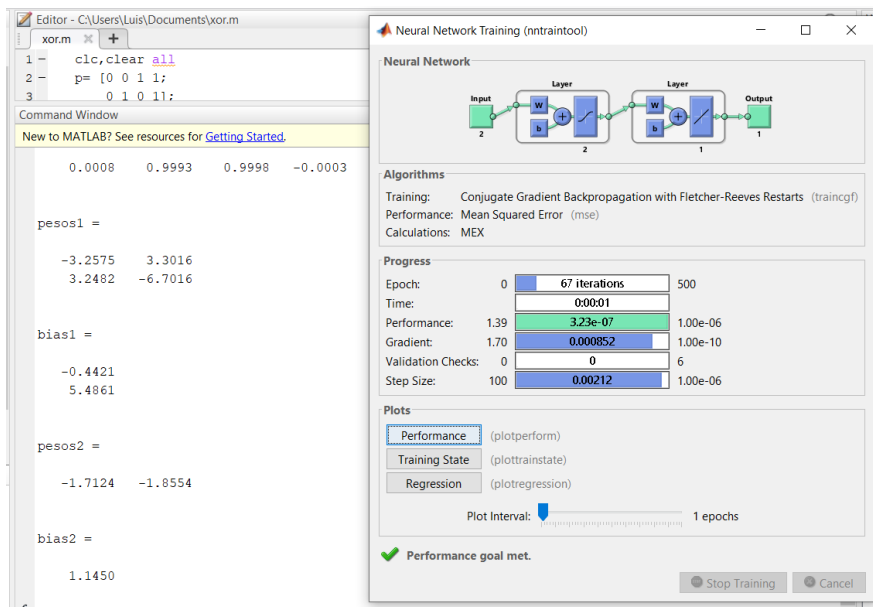 Editor - C:\Users\Luis\Documents\xor.m
xor.m
1 - clc,clear all
2 - p= [0 0 1 1;
3 0 1 0 1];
Command Window
New to MATLAB? See resources for Getting Started.
0.0008 0.9993 0.9998 -0.0003
pesos1 =
-3.2575 3.3016
3.2482 -6.7016
bias1 =
-0.4421
5.4861
pesos2 =
-1.7124 -1.8554
bias2 =
1.1450
Neural Network Training (nntraintool)
Neural Network
Layer Layer
Input Output
W W
b b
2 1
2 1
Algorithms
Training: Conjugate Gradient Backpropagation with Fletcher-Reeves Restarts (traincgf)
Performance: Mean Squared Error (mse)
Calculations: MEX
Progress
Epoch: 0 67 iterations 500
Time: 0:00:01
Performance: 1.39 3.23e-07 1.00e-06
Gradient: 1.70 0.000852 1.00e-10
Validation Checks: 0 0 6
Step Size: 100 0.00212 1.00e-06
Plots
Performance (plotperform)
Training State (plottrainstate)
Regression (plotregression)
Plot Interval: 1 epochs
Performance goal met.
Stop Training Cancel